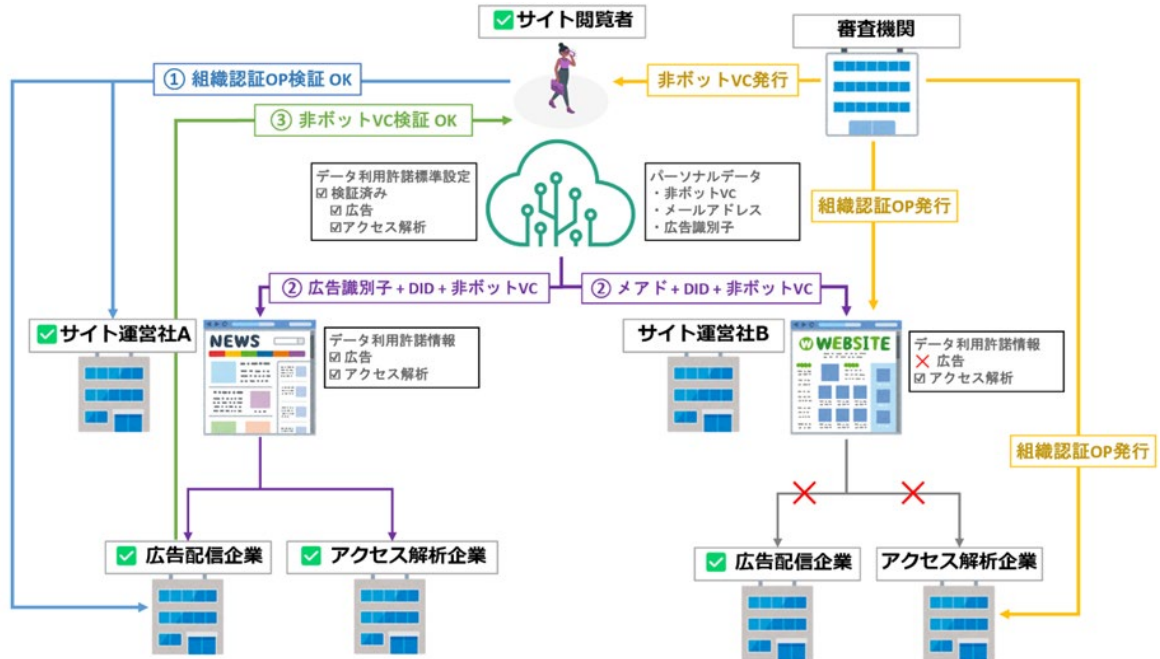 サイト閲覧者
審査機関
① 組織認証OP検証 OK
非ボットVC発行
③ 非ボットVC検証 OK
データ利用許諾標準設定
☑ 検証済み
☑ 広告
☑アクセス解析
パーソナルデータ
・非ボットVC
・メールアドレス
・広告識別子
組織認証OP発行
② 広告識別子 + DID + 非ボットVC
② メアド + DID + 非ボットVC
サイト運営社A
NEWS
データ利用許諾情報
☑ 広告
☑ アクセス解析
サイト運営社B
WEBSITE
データ利用許諾情報
広告
☑ アクセス解析
組織認証OP発行
広告配信企業
アクセス解析企業
広告配信企業
アクセス解析企業